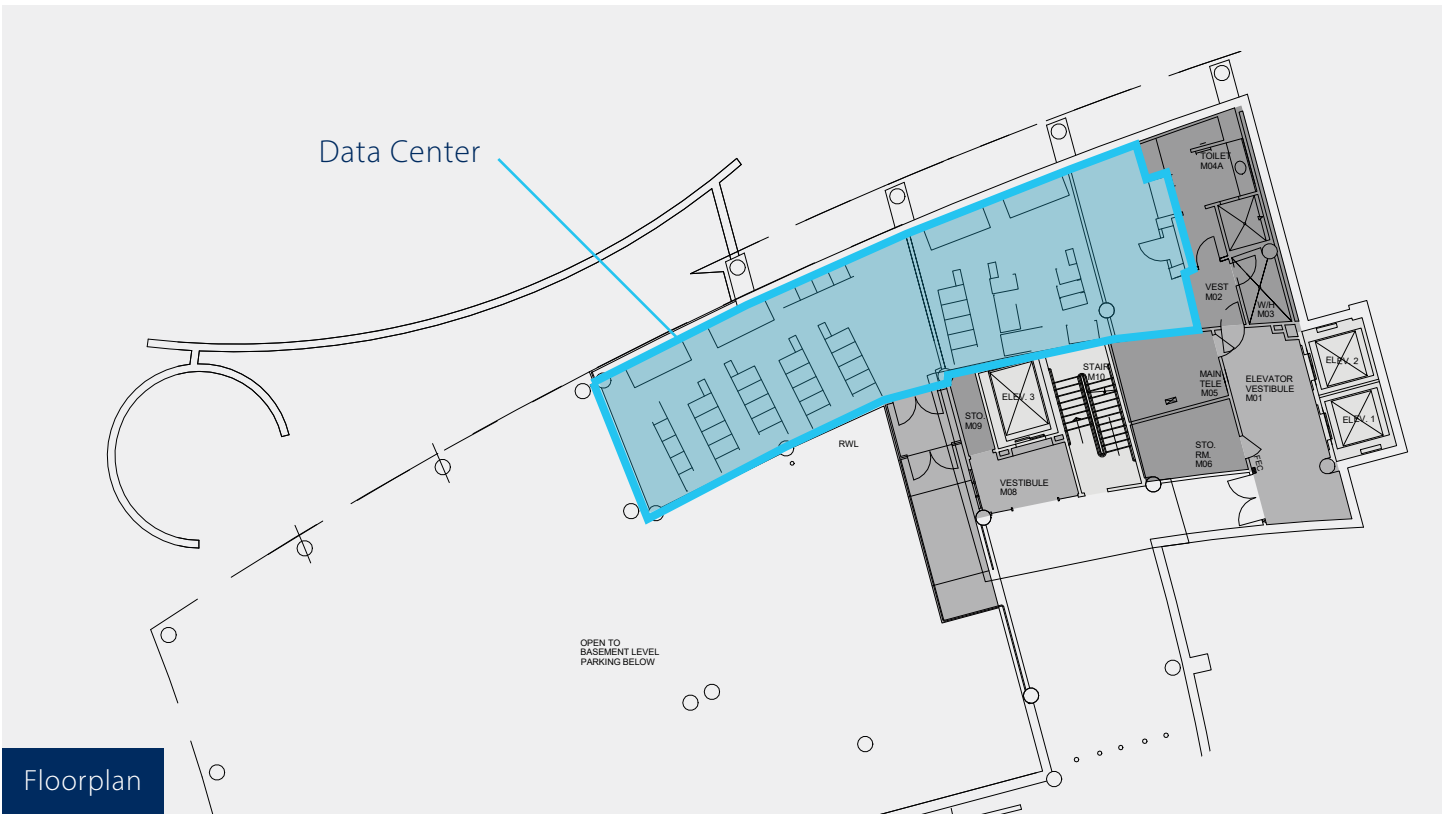 Data Center
TOILET
M04A
VEST
M02
W/H
M03
ELEV. 2
STAIR
M10
MAIN
TELE
M05
ELEVATOR
VESTIBULE
M01
ELEV. 3
ELEV. 1
STO.
M09
RWL
STO.
RM.
M06
FEC
VESTIBULE
M08
OPEN TO
BASEMENT LEVEL
PARKING BELOW
Floorplan